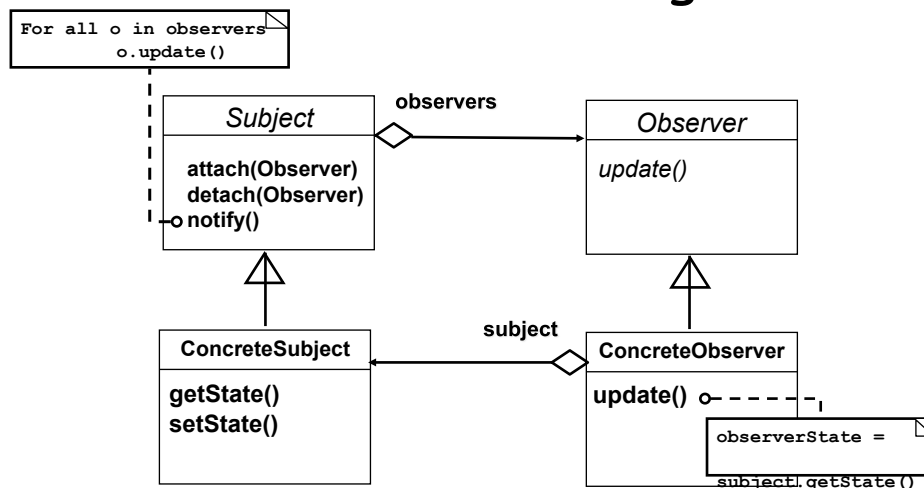 For all o in observers
o.update()
observers
Subject
attach(Observer)
detach(Observer)
notify()
Observer
update()
subject
ConcreteSubject
getState()
setState()
ConcreteObserver
update()
observerState =
subject.getState()